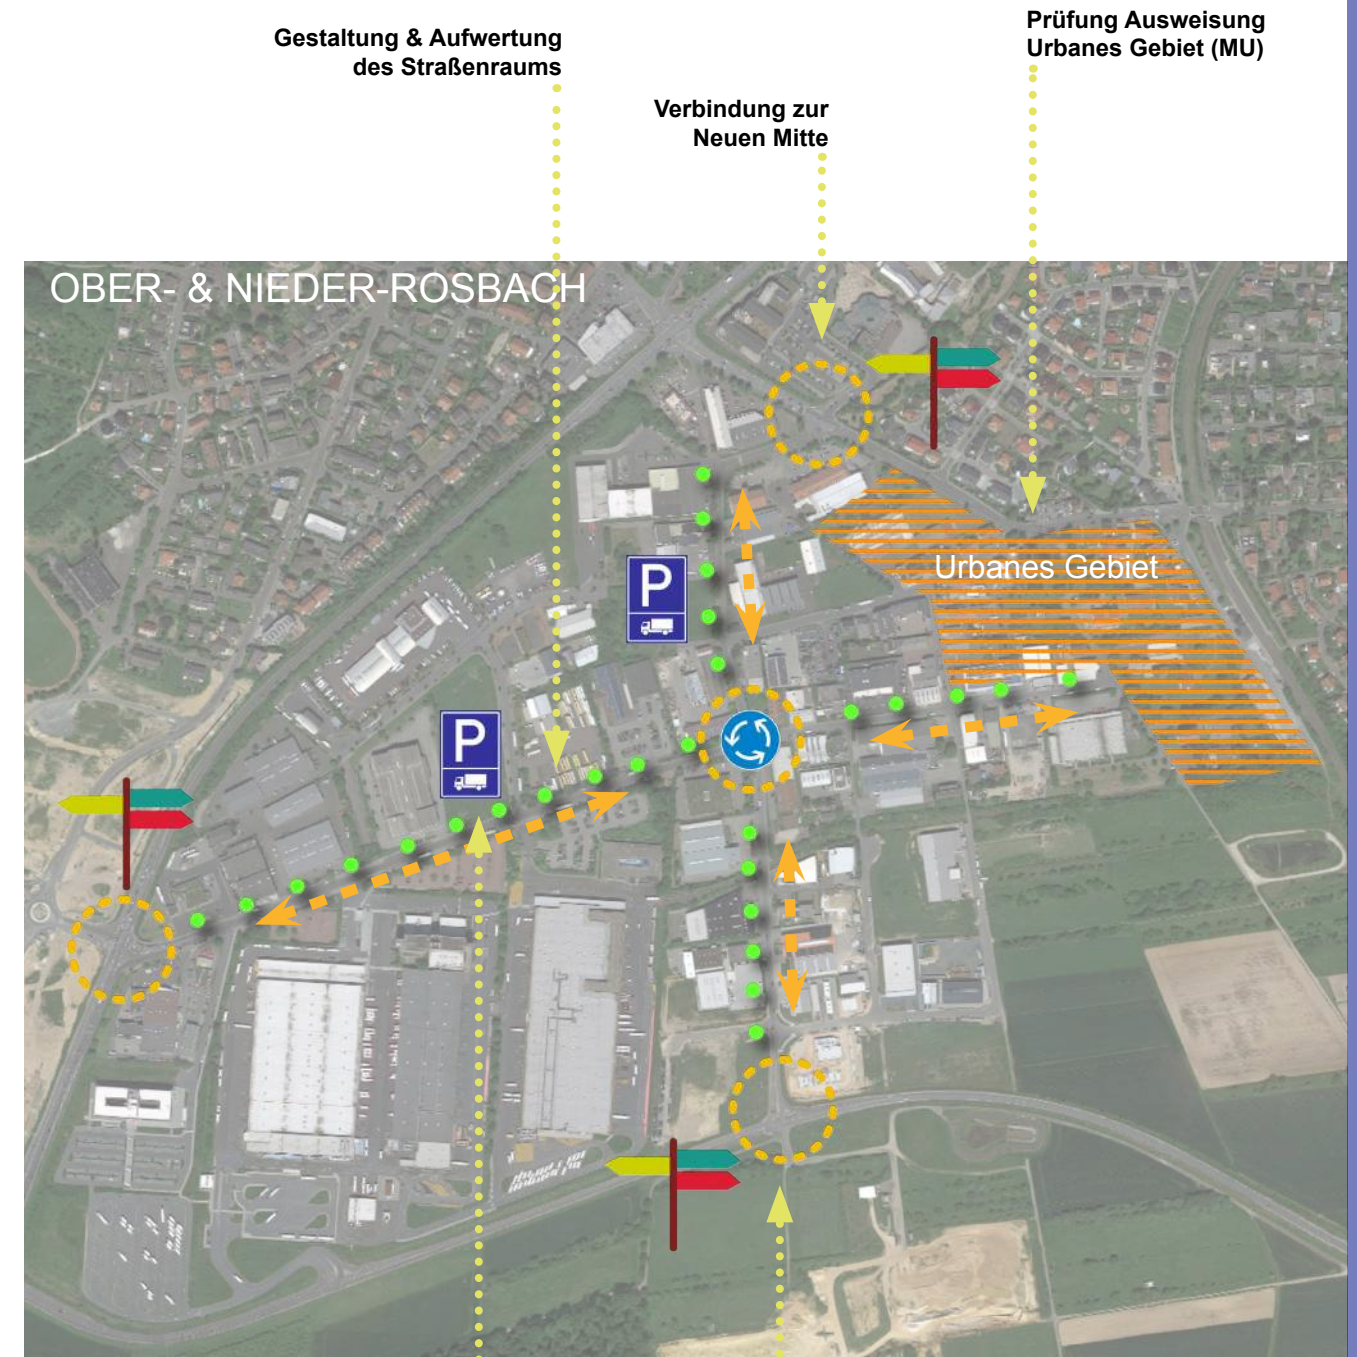 Gestaltung & Aufwertung
des Straßenraums
Verbindung zur
Neuen Mitte
Prüfung Ausweisung
Urbanes Gebiet (MU)
OBER- & NIEDER-ROSBACH
Urbanes Gebiet
P
P